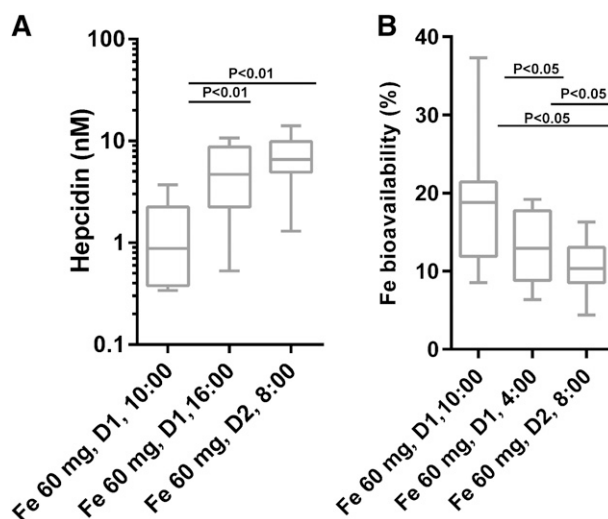 A
Hepcidin (nM)
100
10
1
0.1
P<0.01
P<0.01
Fe 60 mg, D1, 10:00
Fe 60 mg, D1,16:00
Fe 60 mg, D2, 8:00
B
Fe bioavailability (%)
40
30
20
10
0
P<0.05
P<0.05
P<0.05
Fe 60 mg, D1,10:00
Fe 60 mg, D1, 4:00
Fe 60 mg, D2, 8:00